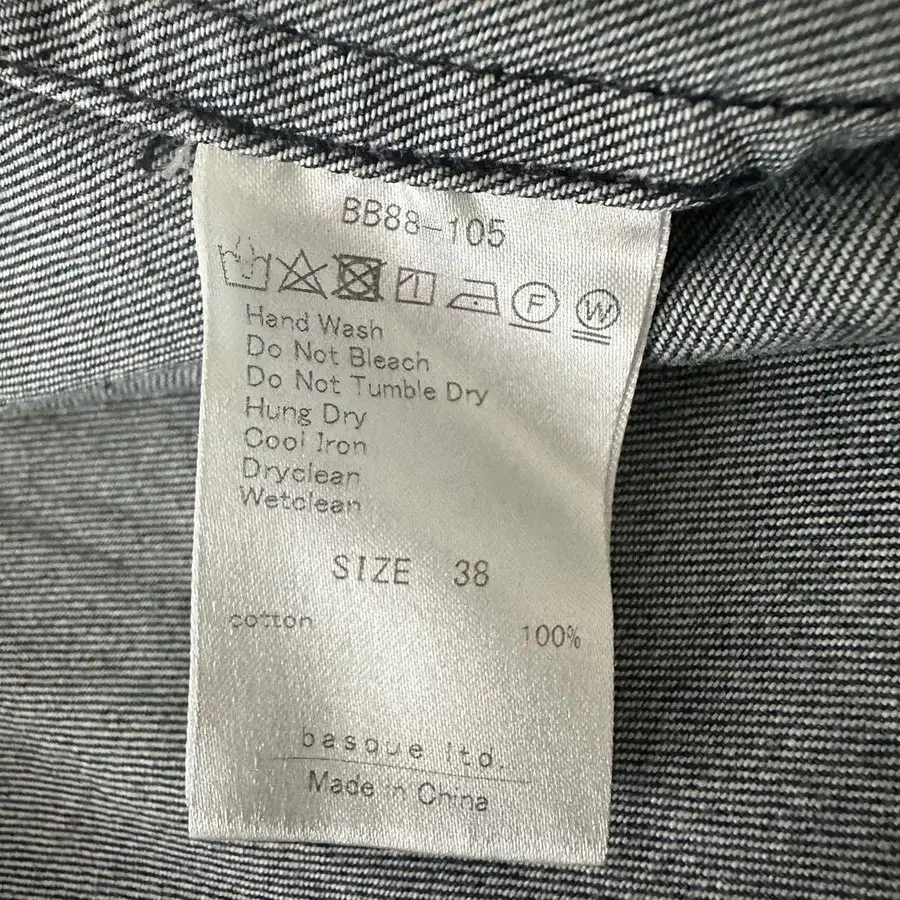 BB88-105
F W
Hand Wash
Do Not Bleach
Do Not Tumble Dry
Hung Dry
Cool Iron
Dryclean
Wetclean
SIZE 38
cotton 100%
basque ltd.
Made in China